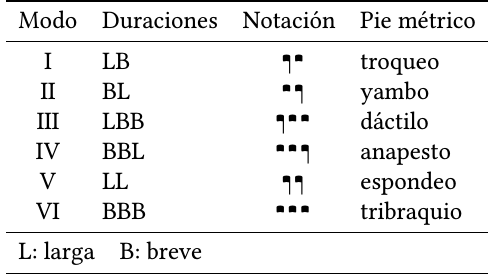 Modo Duraciones Notación Pie métrico
I LB troqueo
II BL yambo
III LBB dáctilo
IV BBL anapesto
V LL espondeo
VI BBB tribraquio
L: larga B: breve